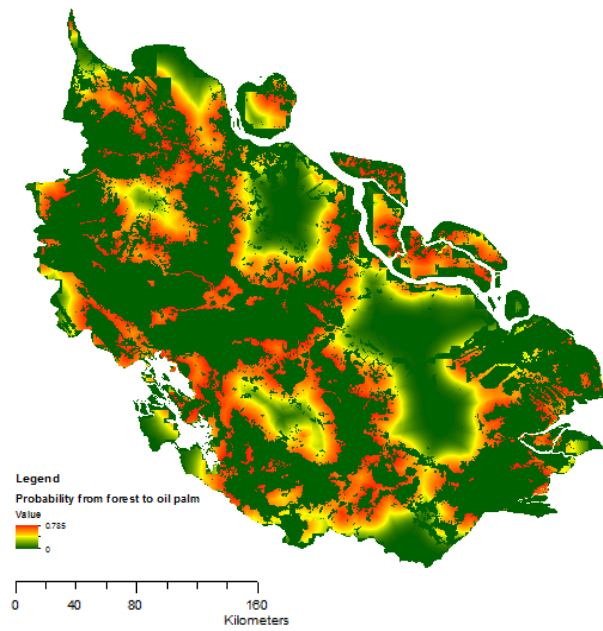 Legend
Probability from forest to oil palm
Value
0.785
0
0 40 80 160
Kilometers